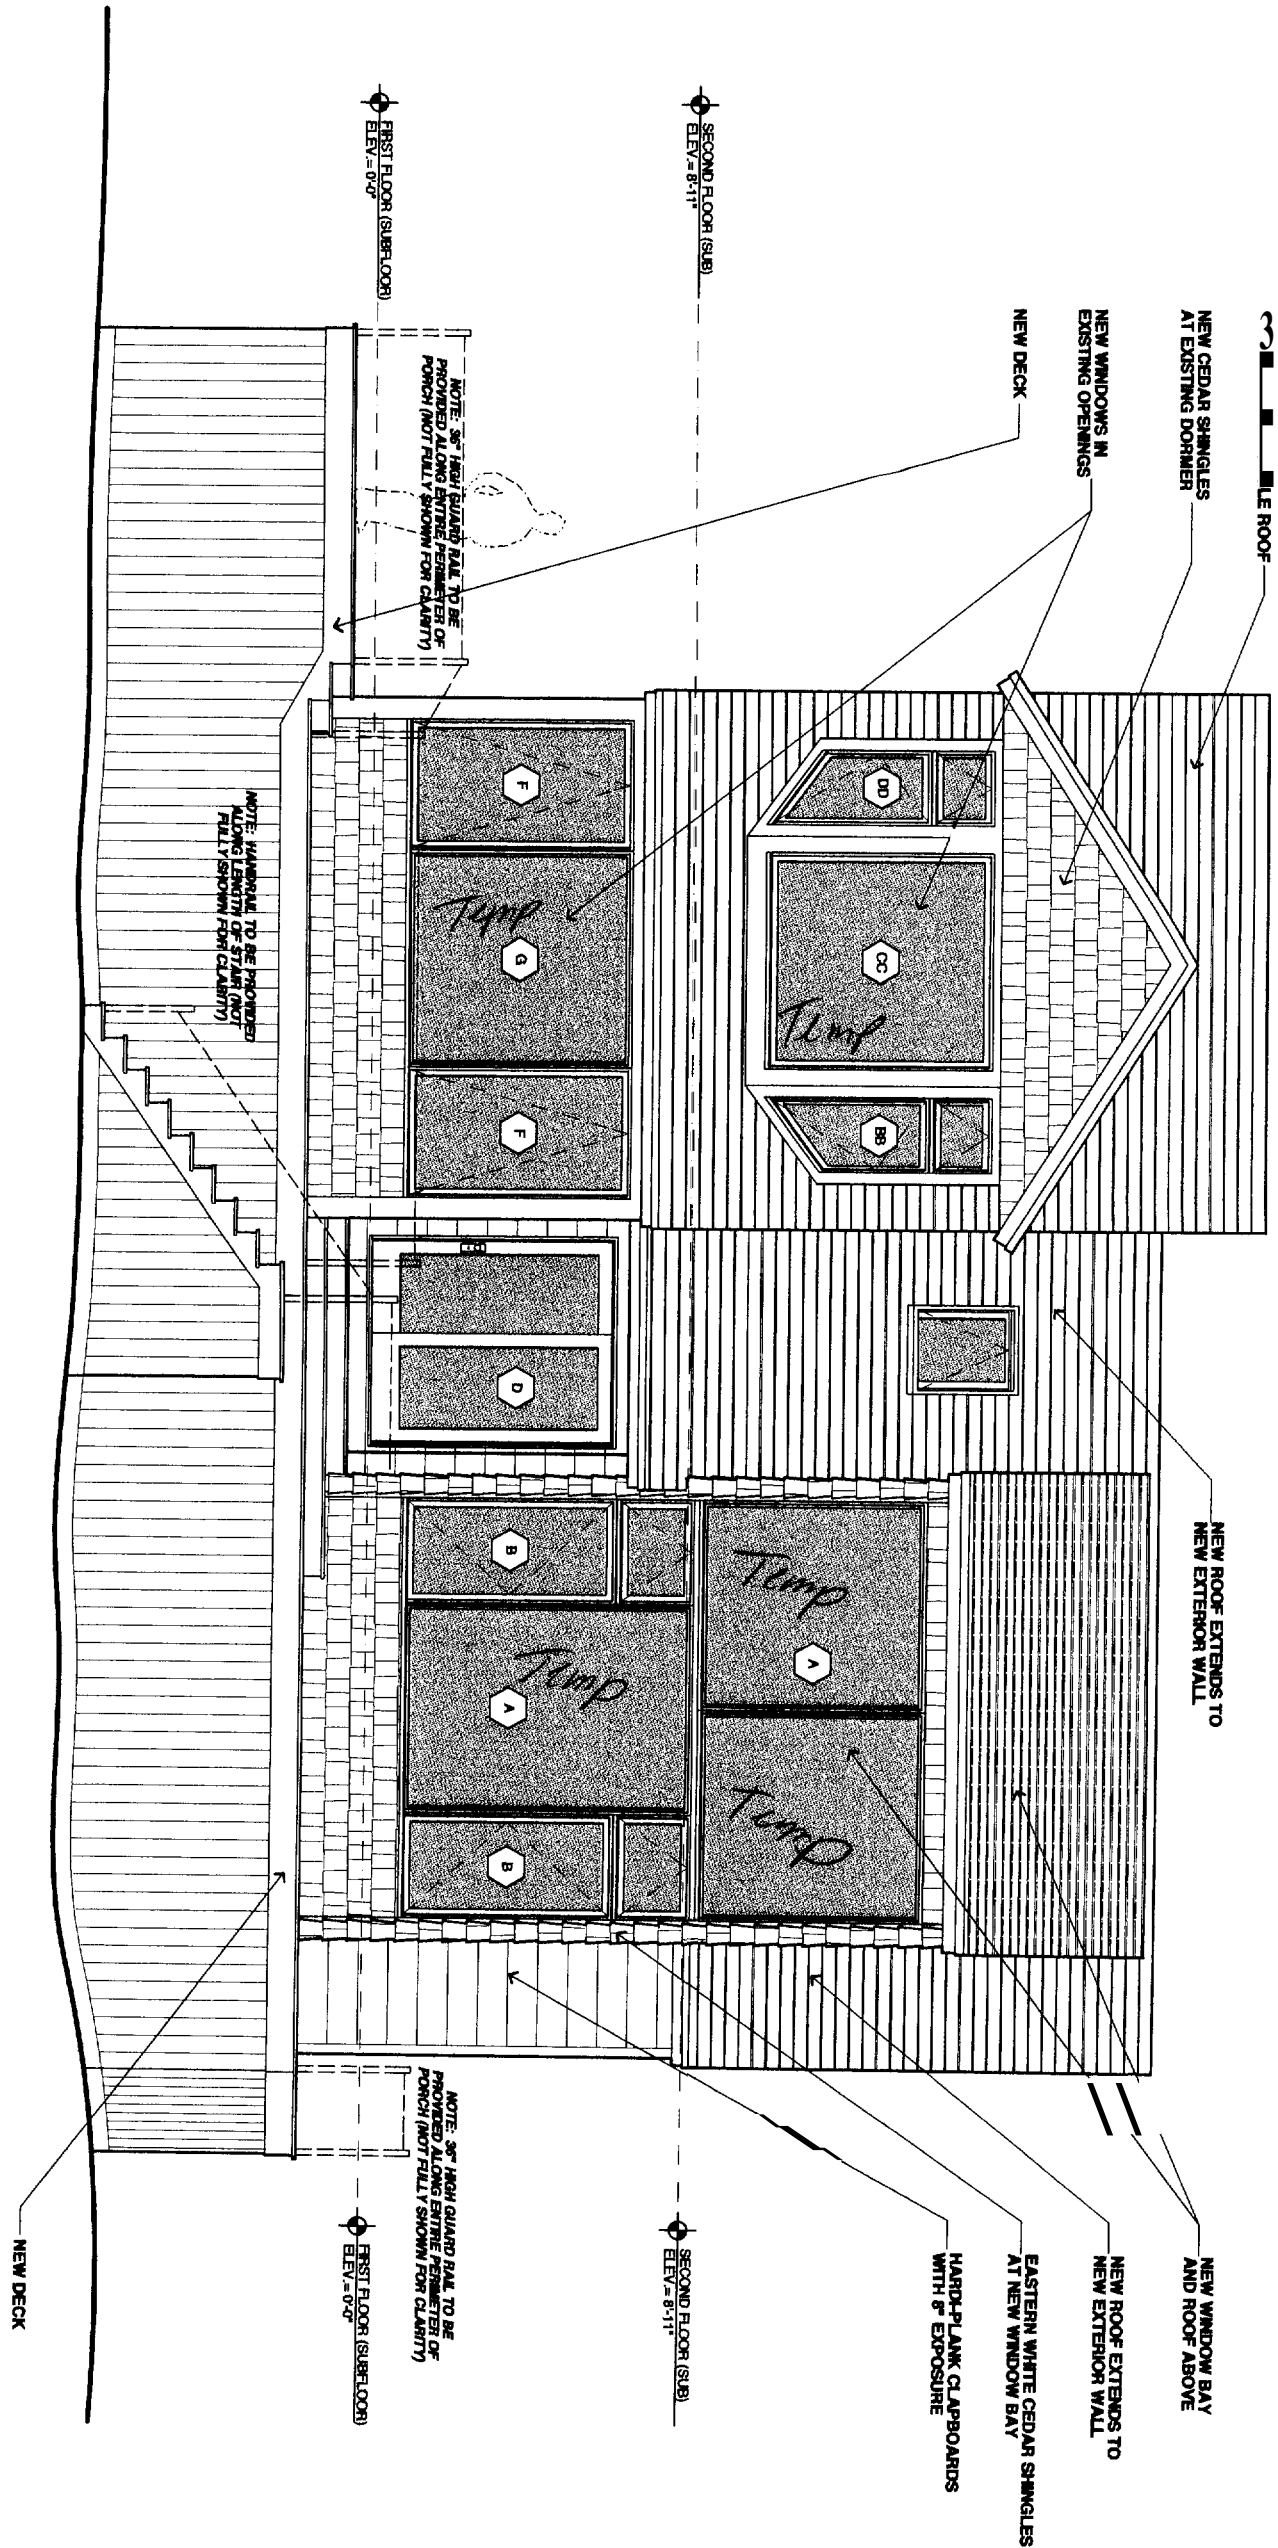 3
LE ROOF
NEW CEDAR SHINGLES
AT EXISTING DORMER
NEW WINDOWS IN
EXISTING OPENINGS
NEW DECK
SECOND FLOOR (SUB)
ELEV.= 8'-11"
FIRST FLOOR (SUBFLOOR)
ELEV.= 0'-0"
NOTE: 36" HIGH GUARD RAIL TO BE
PROVIDED ALONG ENTIRE PERIMETER OF
PORCH (NOT FULLY SHOWN FOR CLARITY)
NOTE: HANDRAIL TO BE PROVIDED
ALONG LENGTH OF STAIR (NOT
FULLY SHOWN FOR CLARITY)
DD
CC
Temp
BB
F
Temp
G
F
D
NEW ROOF EXTENDS TO
NEW EXTERIOR WALL
Temp
A
Temp
B
Temp
A
B
NEW WINDOW BAY
AND ROOF ABOVE
NEW ROOF EXTENDS TO
NEW EXTERIOR WALL
EASTERN WHITE CEDAR SHINGLES
AT NEW WINDOW BAY
HARDI-PLANK CLAPBOARDS
WITH 8" EXPOSURE
SECOND FLOOR (SUB)
ELEV.= 8'-11"
FIRST FLOOR (SUBFLOOR)
ELEV.= 0'-0"
NOTE: 36" HIGH GUARD RAIL TO BE
PROVIDED ALONG ENTIRE PERIMETER OF
PORCH (NOT FULLY SHOWN FOR CLARITY)
NEW DECK